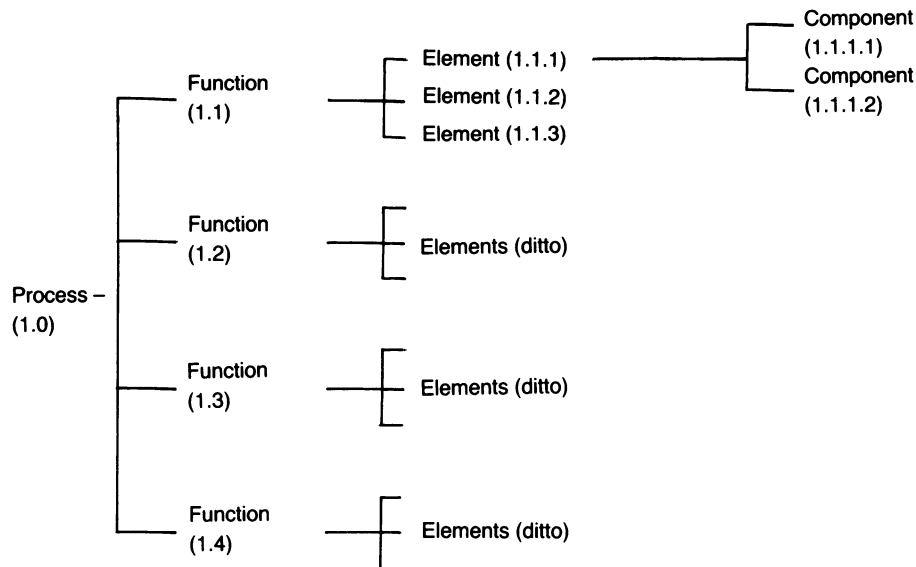 Process –
(1.0)
Function
(1.1)
Element (1.1.1)
Element (1.1.2)
Element (1.1.3)
Component
(1.1.1.1)
Component
(1.1.1.2)
Function
(1.2)
Elements (ditto)
Function
(1.3)
Elements (ditto)
Function
(1.4)
Elements (ditto)